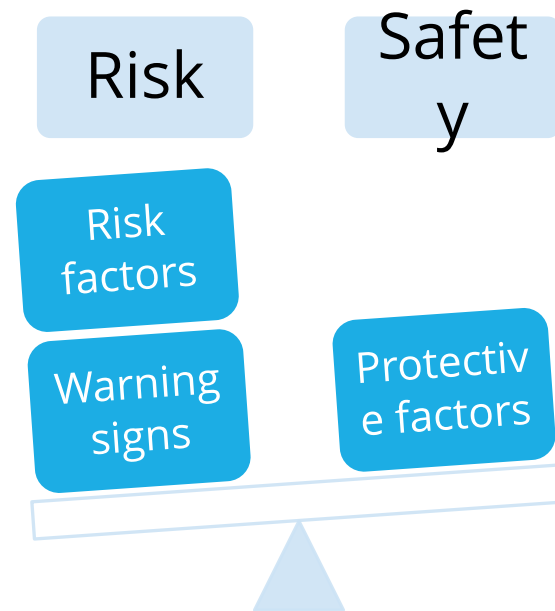 Risk
Safet
y
Risk
factors
Warning
signs
Protectiv
e factors